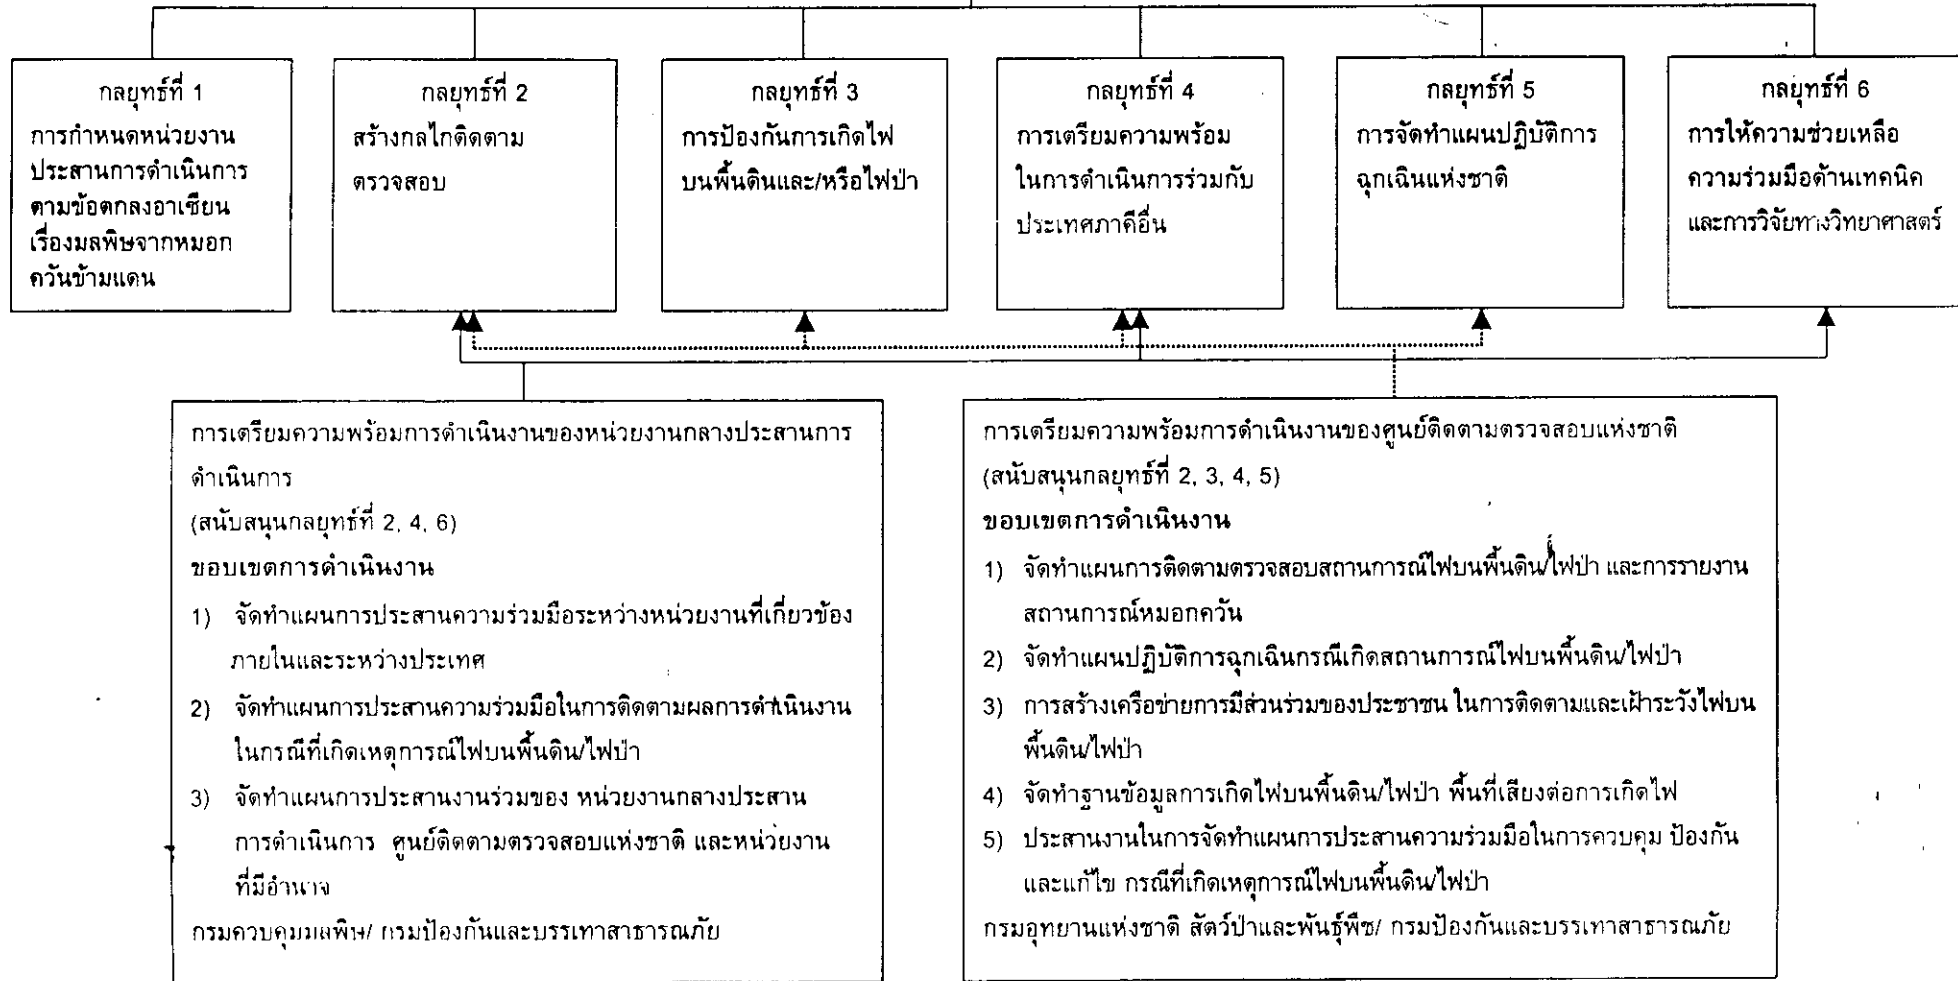 กลยุทธ์ที่ 1
การกำหนดหน่วยงาน
ประสานการดำเนินการ
ตามข้อตกลงอาเซียน
เรื่องมลพิษจากหมอก
ควันข้ามแดน
กลยุทธ์ที่ 2
สร้างกลไกติดตาม
ตรวจสอบ
กลยุทธ์ที่ 3
การป้องกันการเกิดไฟ
บนพื้นดินและ/หรือไฟป่า
กลยุทธ์ที่ 4
การเตรียมความพร้อม
ในการดำเนินการร่วมกับ
ประเทศภาคีอื่น
กลยุทธ์ที่ 5
การจัดทำแผนปฏิบัติการ
ฉุกเฉินแห่งชาติ
กลยุทธ์ที่ 6
การให้ความช่วยเหลือ
ความร่วมมือด้านเทคนิค
และการวิจัยทางวิทยาศาสตร์
การเตรียมความพร้อมการดำเนินงานของหน่วยงานกลางประสานการ
ดำเนินการ
(สนับสนุนกลยุทธ์ที่ 2, 4, 6)
ขอบเขตการดำเนินงาน
1) จัดทำแผนการประสานความร่วมมือระหว่างหน่วยงานที่เกี่ยวข้อง
ภายในและระหว่างประเทศ
2) จัดทำแผนการประสานความร่วมมือในการติดตามผลการดำเนินงาน
ในกรณีที่เกิดเหตุการณ์ไฟบนพื้นดิน/ไฟป่า
3) จัดทำแผนการประสานงานร่วมของ หน่วยงานกลางประสาน
การดำเนินการ ศูนย์ติดตามตรวจสอบแห่งชาติ และหน่วยงาน
ที่มีอำนาจ
กรมควบคุมมลพิษ/ กรมป้องกันและบรรเทาสาธารณภัย
การเตรียมความพร้อมการดำเนินงานของศูนย์ติดตามตรวจสอบแห่งชาติ
(สนับสนุนกลยุทธ์ที่ 2, 3, 4, 5)
ขอบเขตการดำเนินงาน
1) จัดทำแผนการติดตามตรวจสอบสถานการณ์ไฟบนพื้นดิน/ไฟป่า และการรายงาน
สถานการณ์หมอกควัน
2) จัดทำแผนปฏิบัติการฉุกเฉินกรณีเกิดสถานการณ์ไฟบนพื้นดิน/ไฟป่า
3) การสร้างเครือข่ายการมีส่วนร่วมของประชาชน ในการติดตามและเฝ้าระวังไฟบน
พื้นดิน/ไฟป่า
4) จัดทำฐานข้อมูลการเกิดไฟบนพื้นดิน/ไฟป่า พื้นที่เสี่ยงต่อการเกิดไฟ
5) ประสานงานในการจัดทำแผนการประสานความร่วมมือในการควบคุม ป้องกัน
และแก้ไข กรณีที่เกิดเหตุการณ์ไฟบนพื้นดิน/ไฟป่า
กรมอุทยานแห่งชาติ สัตว์ป่าและพันธุ์พืช/ กรมป้องกันและบรรเทาสาธารณภัย